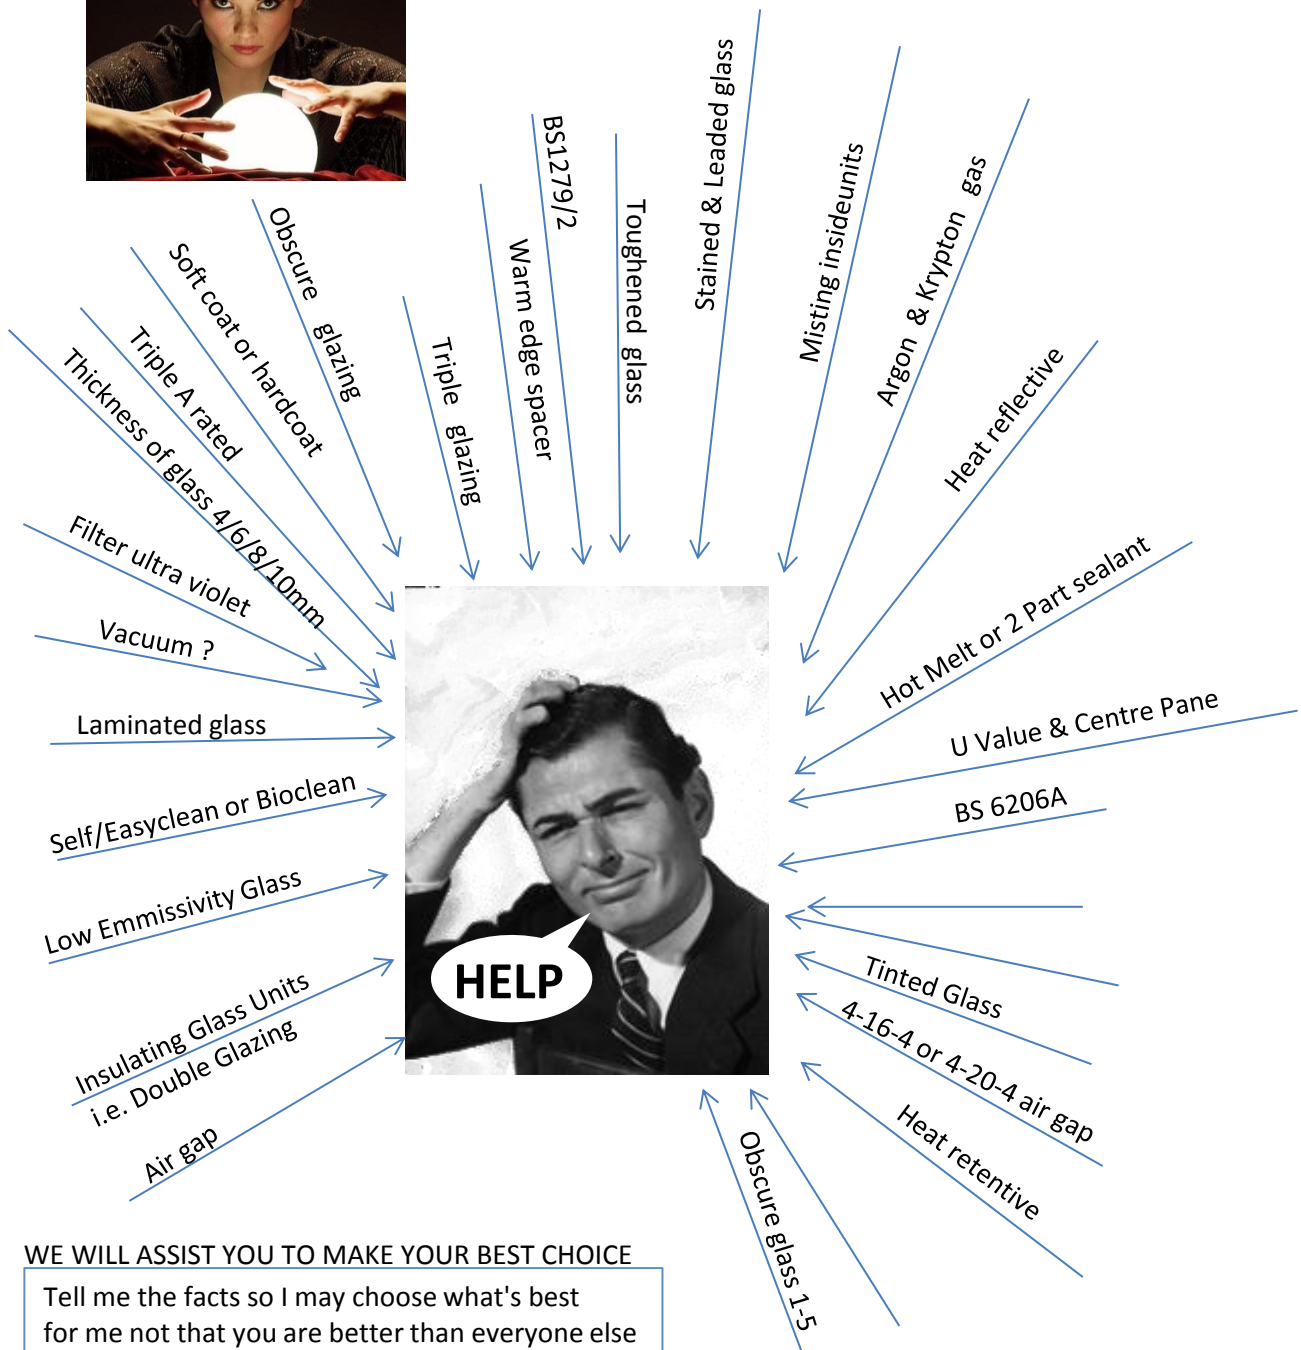 Stained & Leaded glass
BS1279/2
Toughened glass
Misting insideunits
Argon & Krypton gas
Obscure glazing
Soft coat or hardcoat
Warm edge spacer
Triple A rated
Triple glazing
Thickness of glass 4/6/8/10mm
Heat reflective
Filter ultra violet
Vacuum ?
Hot Melt or 2 Part sealant
Laminated glass
U Value & Centre Pane
Self/Easyclean or Bioclean
BS 6206A
Low Emmissivity Glass
HELP
Tinted Glass
Insulating Glass Units
i.e. Double Glazing
4-16-4 or 4-20-4 air gap
Air gap
Heat retentive
Obscure glass 1-5
WE WILL ASSIST YOU TO MAKE YOUR BEST CHOICE
Tell me the facts so I may choose what's best
for me not that you are better than everyone else